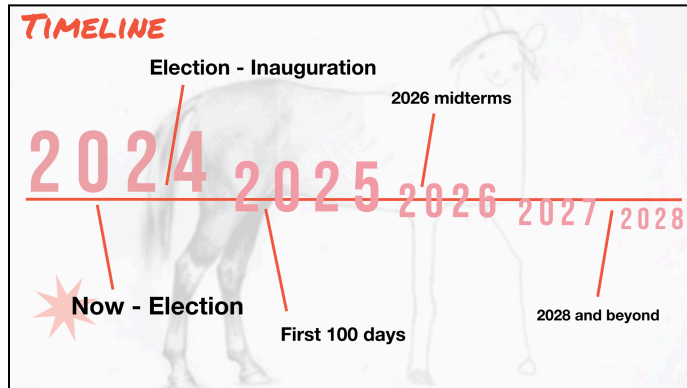 TIMELINE
Election - Inauguration
2026 midterms
2024
2025
2026
2027
2028
Now - Election
First 100 days
2028 and beyond